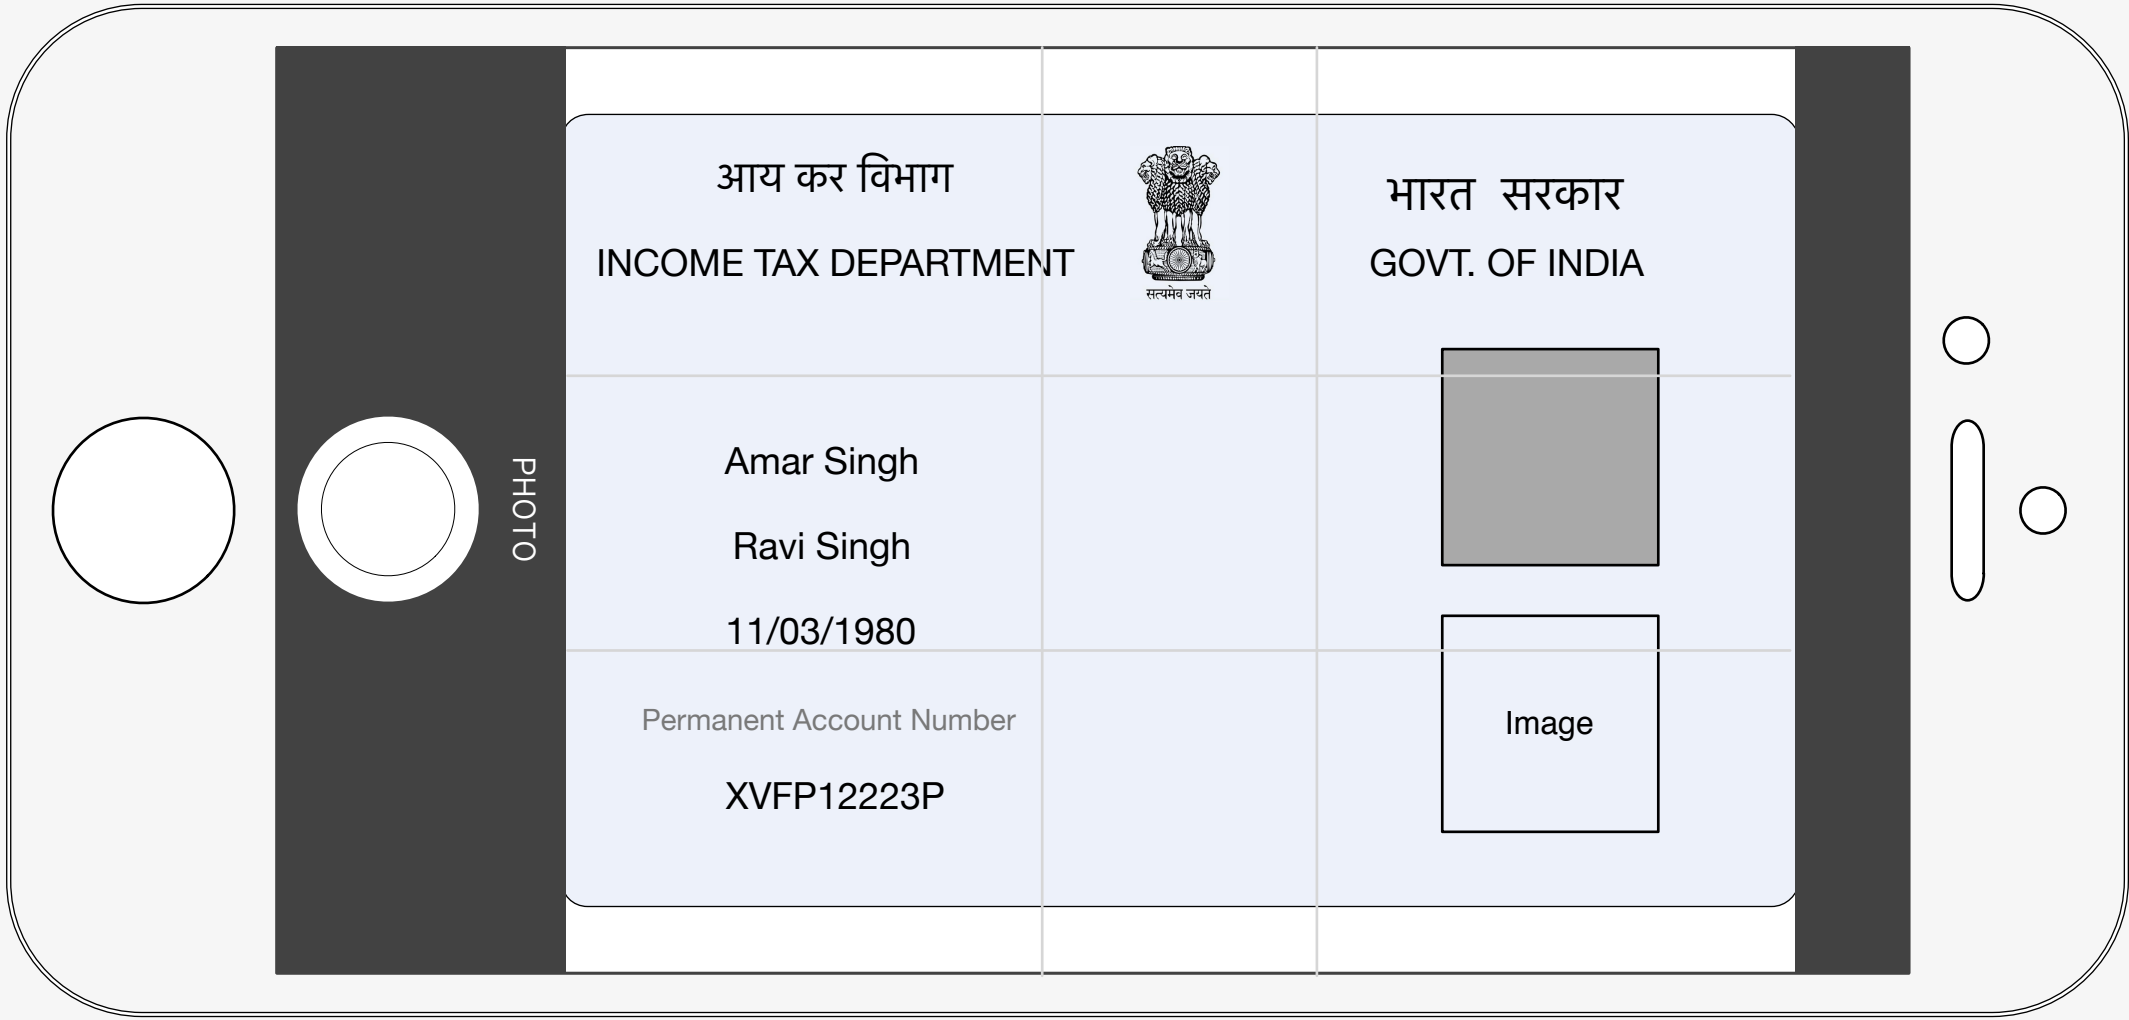 आय कर विभाग
INCOME TAX DEPARTMENT
सत्यमेव जयते
भारत सरकार
GOVT. OF INDIA
PHOTO
Amar Singh
Ravi Singh
11/03/1980
Permanent Account Number
XVFP12223P
Image